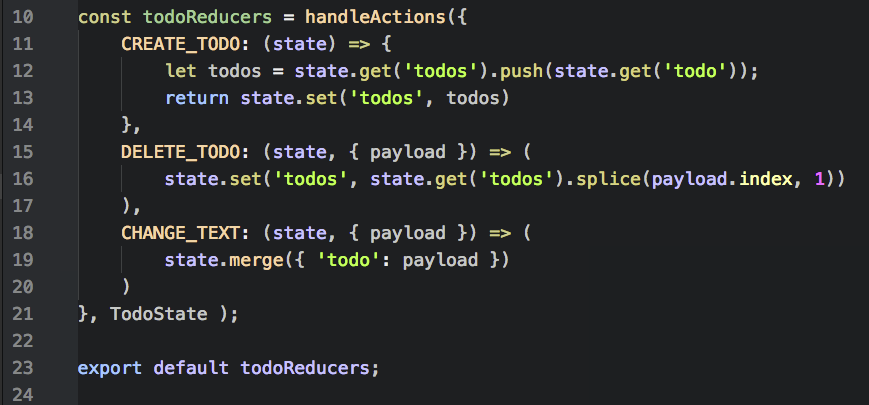 10 const todoReducers = handleActions({
11     CREATE_TODO: (state) => {
12         let todos = state.get('todos').push(state.get('todo'));
13         return state.set('todos', todos)
14     },
15     DELETE_TODO: (state, { payload }) => (
16         state.set('todos', state.get('todos').splice(payload.index, 1))
17     ),
18     CHANGE_TEXT: (state, { payload }) => (
19         state.merge({ 'todo': payload })
20     )
21 }, TodoState );
22
23 export default todoReducers;
24